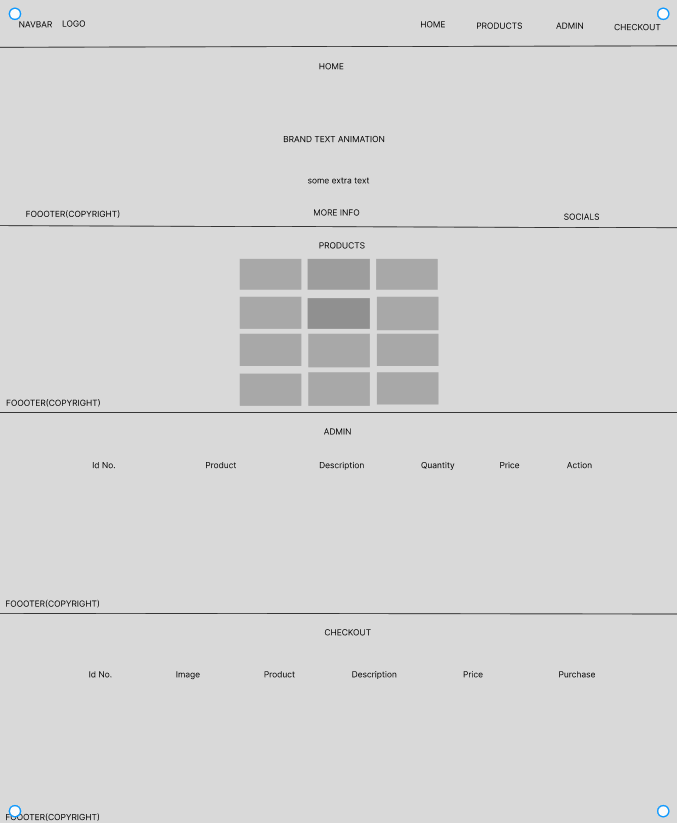 NAVBAR LOGO HOME PRODUCTS ADMIN CHECKOUT
HOME
BRAND TEXT ANIMATION
some extra text
FOOOTER(COPYRIGHT) MORE INFO SOCIALS
PRODUCTS
FOOOTER(COPYRIGHT)
ADMIN
Id No. Product Description Quantity Price Action
FOOOTER(COPYRIGHT)
CHECKOUT
Id No. Image Product Description Price Purchase
FOOOTER(COPYRIGHT)